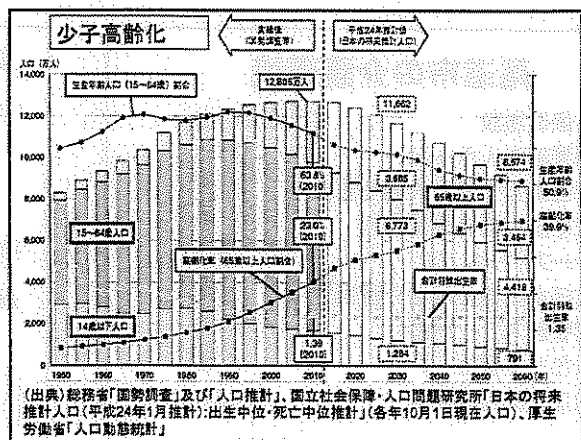 少子高齢化
実績値
(国勢調査等)
平成24年推計値
(日本の将来推計人口)
人口(万人)
生産年齢人口(15~64歳)割合
12,806万人
14,000
12,000
10,000
8,000
6,000
4,000
2,000
0
11,662
8,674
生産年齢
人口割合
50.9%
63.8%
(2010)
3,685
65歳以上人口
23.0%
(2010)
高齢化率
39.9%
15~64歳人口
6,773
3,464
高齢化率(65歳以上人口割合)
合計特殊出生率
4,418
14歳以下人口
1.39
(2010)
1,204
791
合計特殊
出生率
1.35
1950 1960 1970 1980 1990 2000 2010 2020 2030 2040 2050 2060(年)
(出典)総務省「国勢調査」及び「人口推計」、国立社会保障・人口問題研究所「日本の将来
推計人口(平成24年1月推計):出生中位・死亡中位推計」(各年10月1日現在人口)、厚生
労働省「人口動態統計」